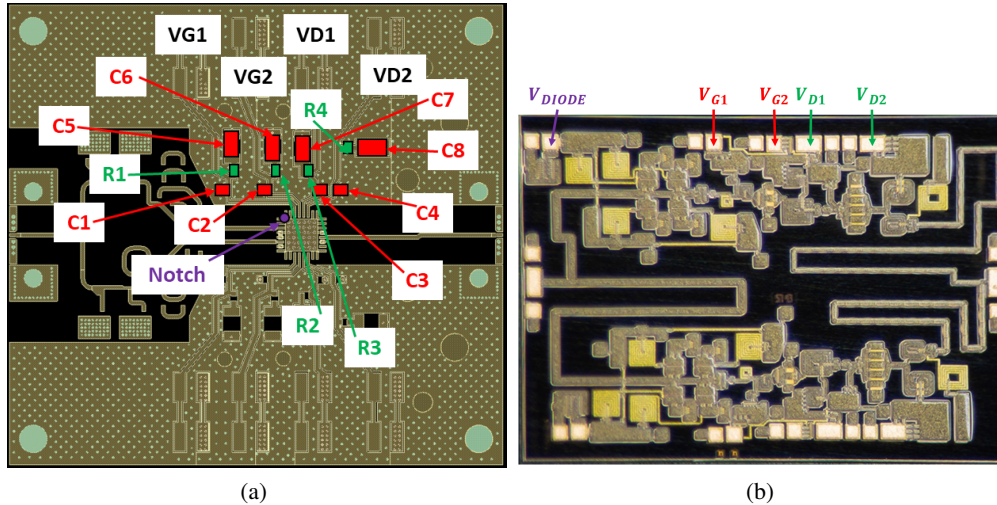 VG1
VD1
C6
VG2
VD2
C7
R4
C5
C8
R1
C1
C2
C4
Notch
C3
R2
R3
(a)
V_DIODE
V_G1
V_G2
V_D1
V_D2
(b)